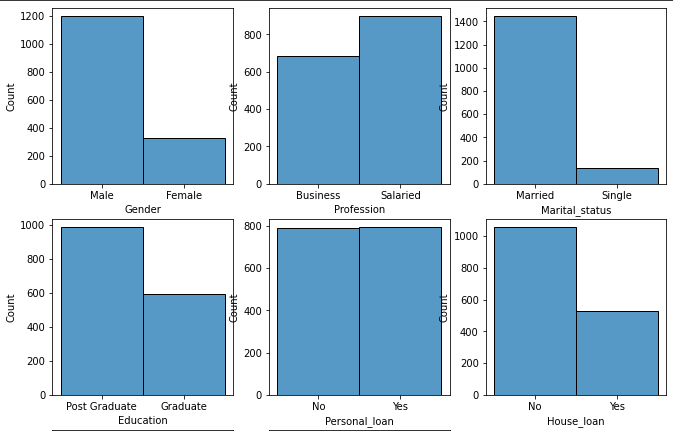 1200
1000
800
600
400
200
0
Count
Male Female
Gender
800
600
400
200
0
Count
Business Salaried
Profession
1400
1200
1000
800
600
400
200
0
Count
Married Single
Marital_status
1000
800
600
400
200
0
Count
Post Graduate Graduate
Education
800
600
400
200
0
Count
No Yes
Personal_loan
1000
800
600
400
200
0
Count
No Yes
House_loan